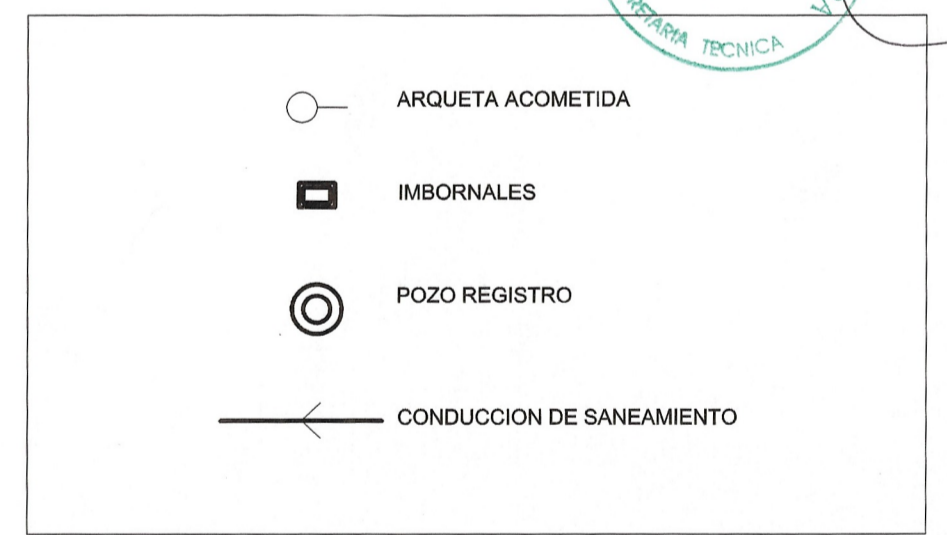 TECNICA
ARQUETA ACOMETIDA
IMBORNALES
POZO REGISTRO
CONDUCCION DE SANEAMIENTO